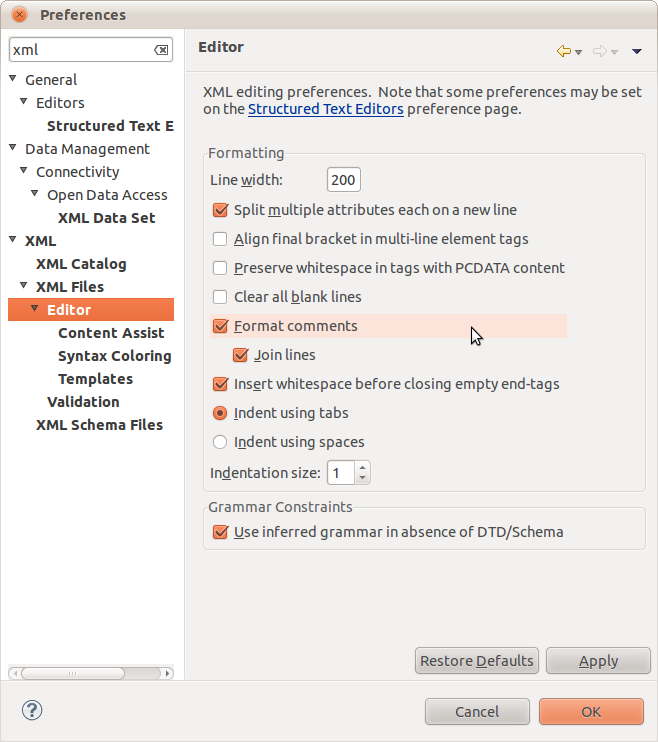 Preferences
xml
Editor
General
Editors
Structured Text E
Data Management
Connectivity
Open Data Access
XML Data Set
XML
XML Catalog
XML Files
Editor
Content Assist
Syntax Coloring
Templates
Validation
XML Schema Files
XML editing preferences.  Note that some preferences may be set
on the Structured Text Editors preference page.
Formatting
Line width: 200
Split multiple attributes each on a new line
Align final bracket in multi-line element tags
Preserve whitespace in tags with PCDATA content
Clear all blank lines
Format comments
Join lines
Insert whitespace before closing empty end-tags
Indent using tabs
Indent using spaces
Indentation size: 1
Grammar Constraints
Use inferred grammar in absence of DTD/Schema
Restore Defaults Apply
? Cancel OK